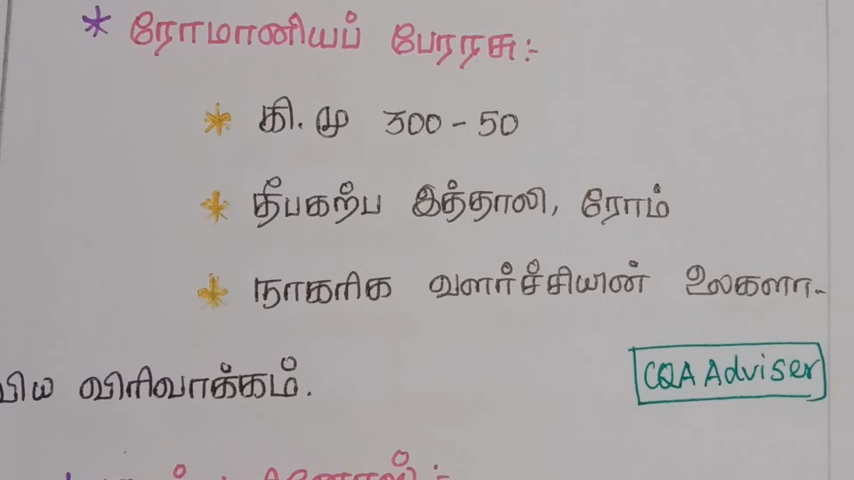 * ரோமானியப் பேரரசு:-
* கி.மு 300 - 50
* தீபகற்ப இத்தாலி, ரோம்
* நாகரிக வளர்ச்சியின் உலகளா-
விய விரிவாக்கம்.
CQA Adviser